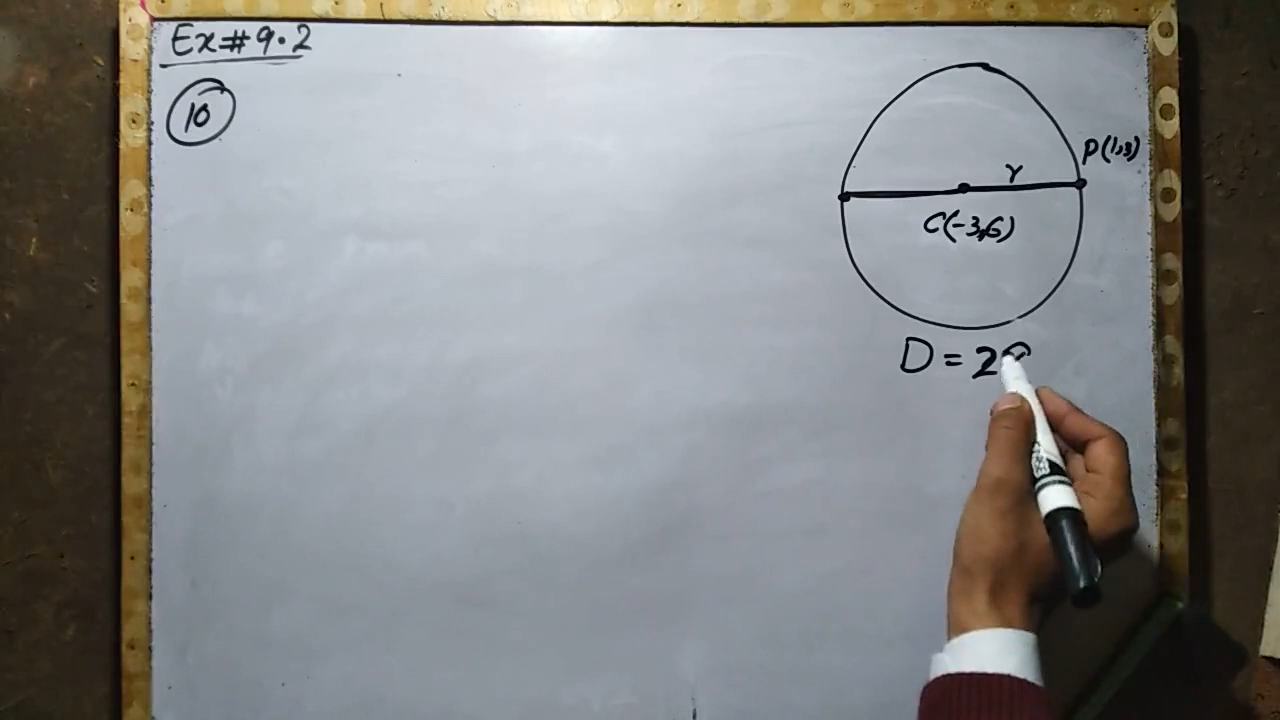 Ex#9.2
10
P(1,3)
r
C(-3,6)
D = 2